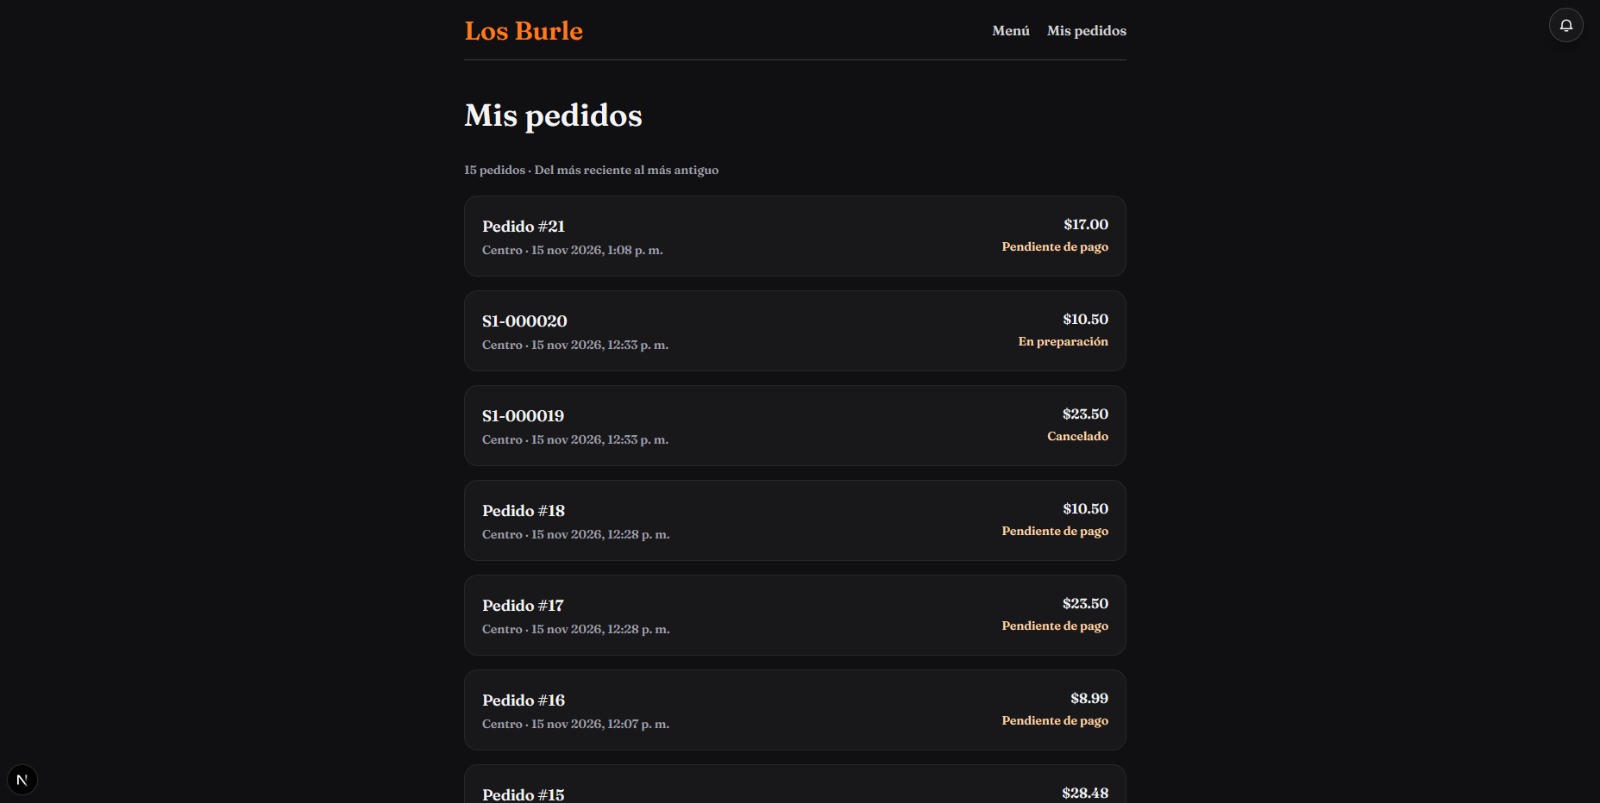 Los Burle
Menú
Mis pedidos
Mis pedidos
15 pedidos · Del más reciente al más antiguo
Pedido #21
$17.00
Centro · 15 nov 2026, 1:08 p. m.
Pendiente de pago
S1-000020
$10.50
Centro · 15 nov 2026, 12:33 p. m.
En preparación
S1-000019
$23.50
Centro · 15 nov 2026, 12:33 p. m.
Cancelado
Pedido #18
$10.50
Centro · 15 nov 2026, 12:28 p. m.
Pendiente de pago
Pedido #17
$23.50
Centro · 15 nov 2026, 12:28 p. m.
Pendiente de pago
Pedido #16
$8.99
Centro · 15 nov 2026, 12:07 p. m.
Pendiente de pago
Pedido #15
$28.48
N